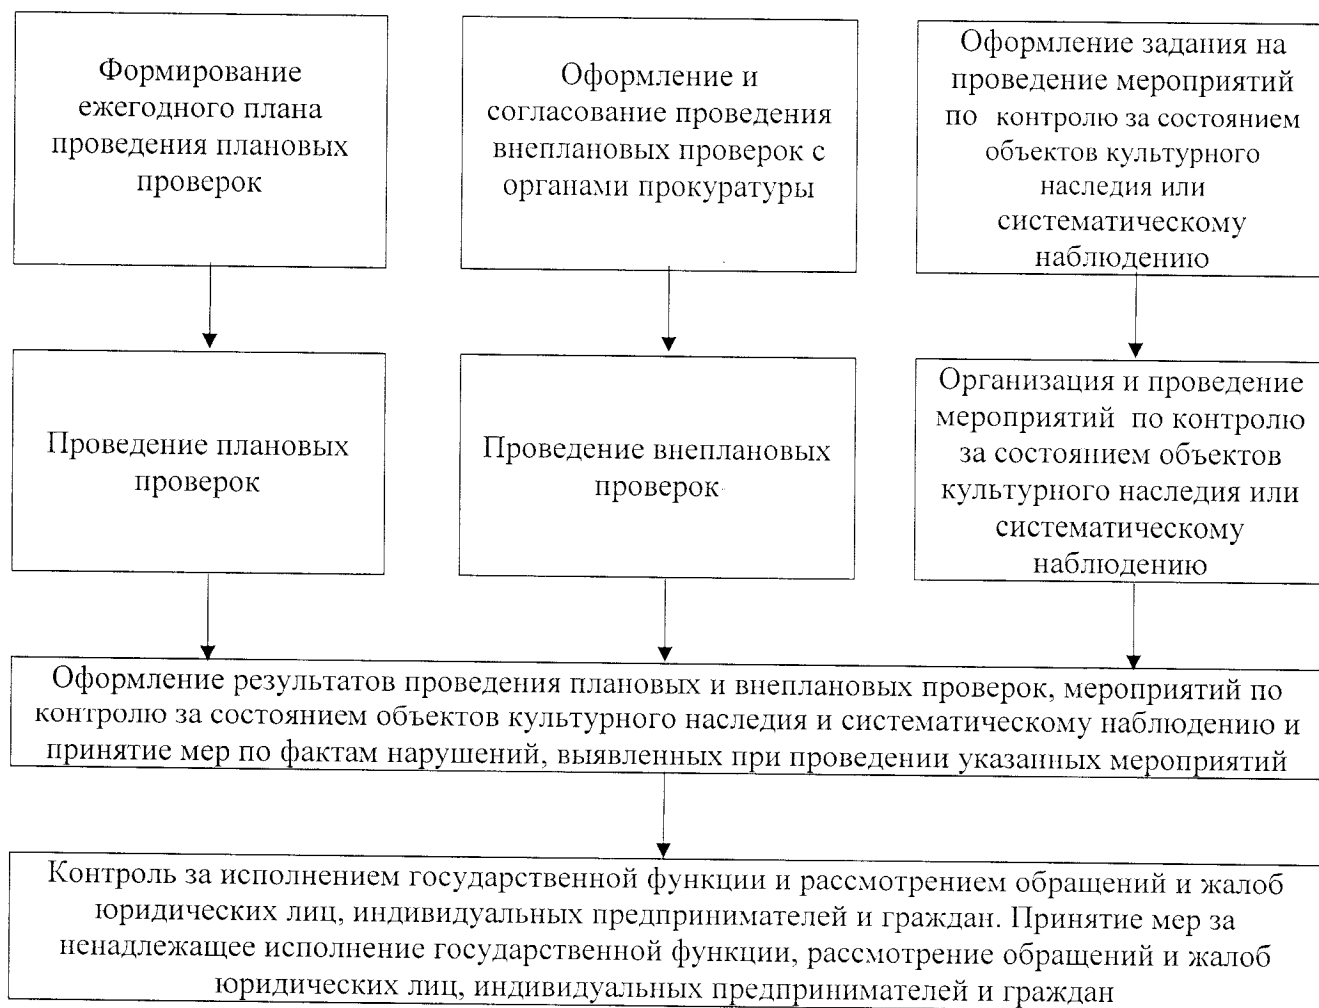 Формирование
ежегодного плана
проведения плановых
проверок
Оформление и
согласование проведения
внеплановых проверок с
органами прокуратуры
Оформление задания на
проведение мероприятий
по контролю за состоянием
объектов культурного
наследия или
систематическому
наблюдению
Проведение плановых
проверок
Проведение внеплановых
проверок
Организация и проведение
мероприятий по контролю
за состоянием объектов
культурного наследия или
систематическому
наблюдению
Оформление результатов проведения плановых и внеплановых проверок, мероприятий по
контролю за состоянием объектов культурного наследия и систематическому наблюдению и
принятие мер по фактам нарушений, выявленных при проведении указанных мероприятий
Контроль за исполнением государственной функции и рассмотрением обращений и жалоб
юридических лиц, индивидуальных предпринимателей и граждан. Принятие мер за
ненадлежащее исполнение государственной функции, рассмотрение обращений и жалоб
юридических лиц, индивидуальных предпринимателей и граждан